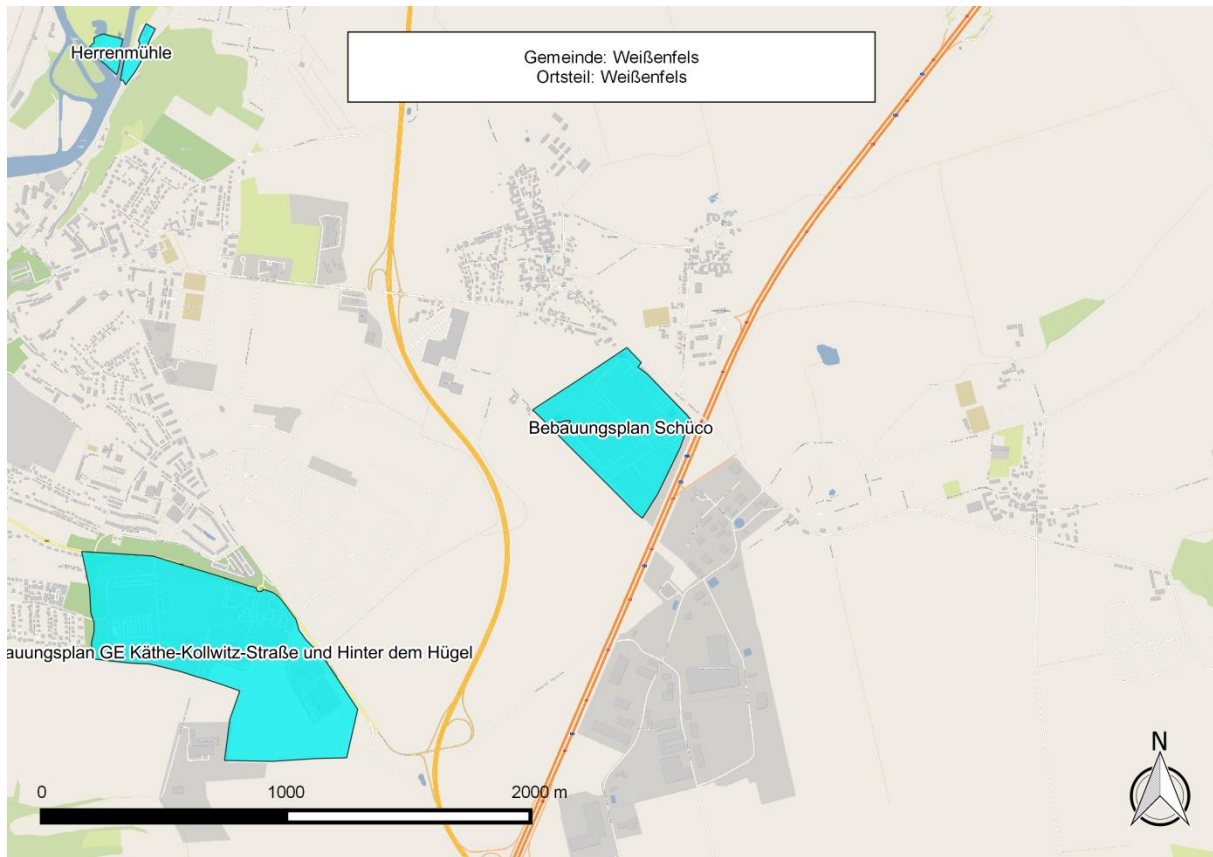 Herrenmühle
Gemeinde: Weißenfels
Ortsteil: Weißenfels
Bebauungsplan Schüco
auungsplan GE Käthe-Kollwitz-Straße und Hinter dem Hügel
N
0 1000 2000 m